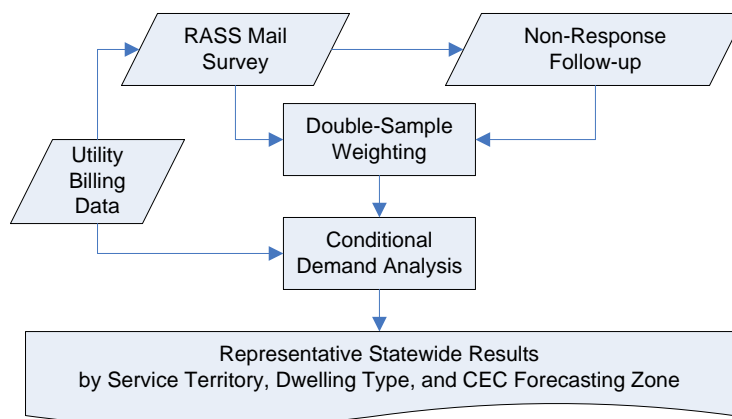 RASS Mail
Survey
Non-Response
Follow-up
Double-Sample
Weighting
Utility
Billing
Data
Conditional
Demand Analysis
Representative Statewide Results
by Service Territory, Dwelling Type, and CEC Forecasting Zone